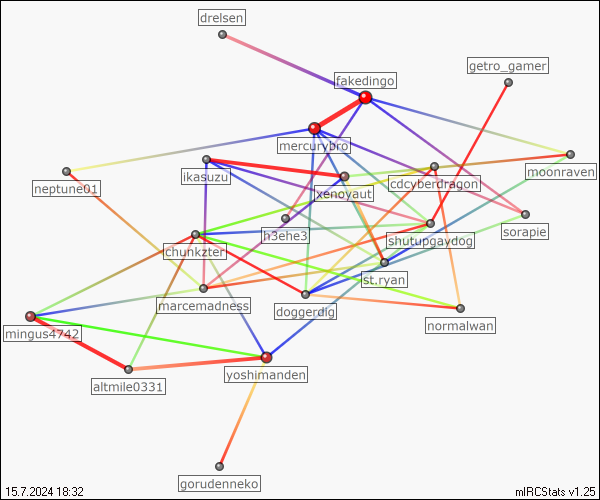 drelsen
getro_gamer
fakedingo
mercurybro
ikasuzu
cdcyberdragon
moonraven
neptune01
xenoyaut
h3ehe3
shutupgaydog
sorapie
chunkzter
st.ryan
marcemadness
doggerdig
normalwan
mingus4742
altmile0331
yoshimanden
gorudenneko
15.7.2024 18:32
mIRCStats v1.25